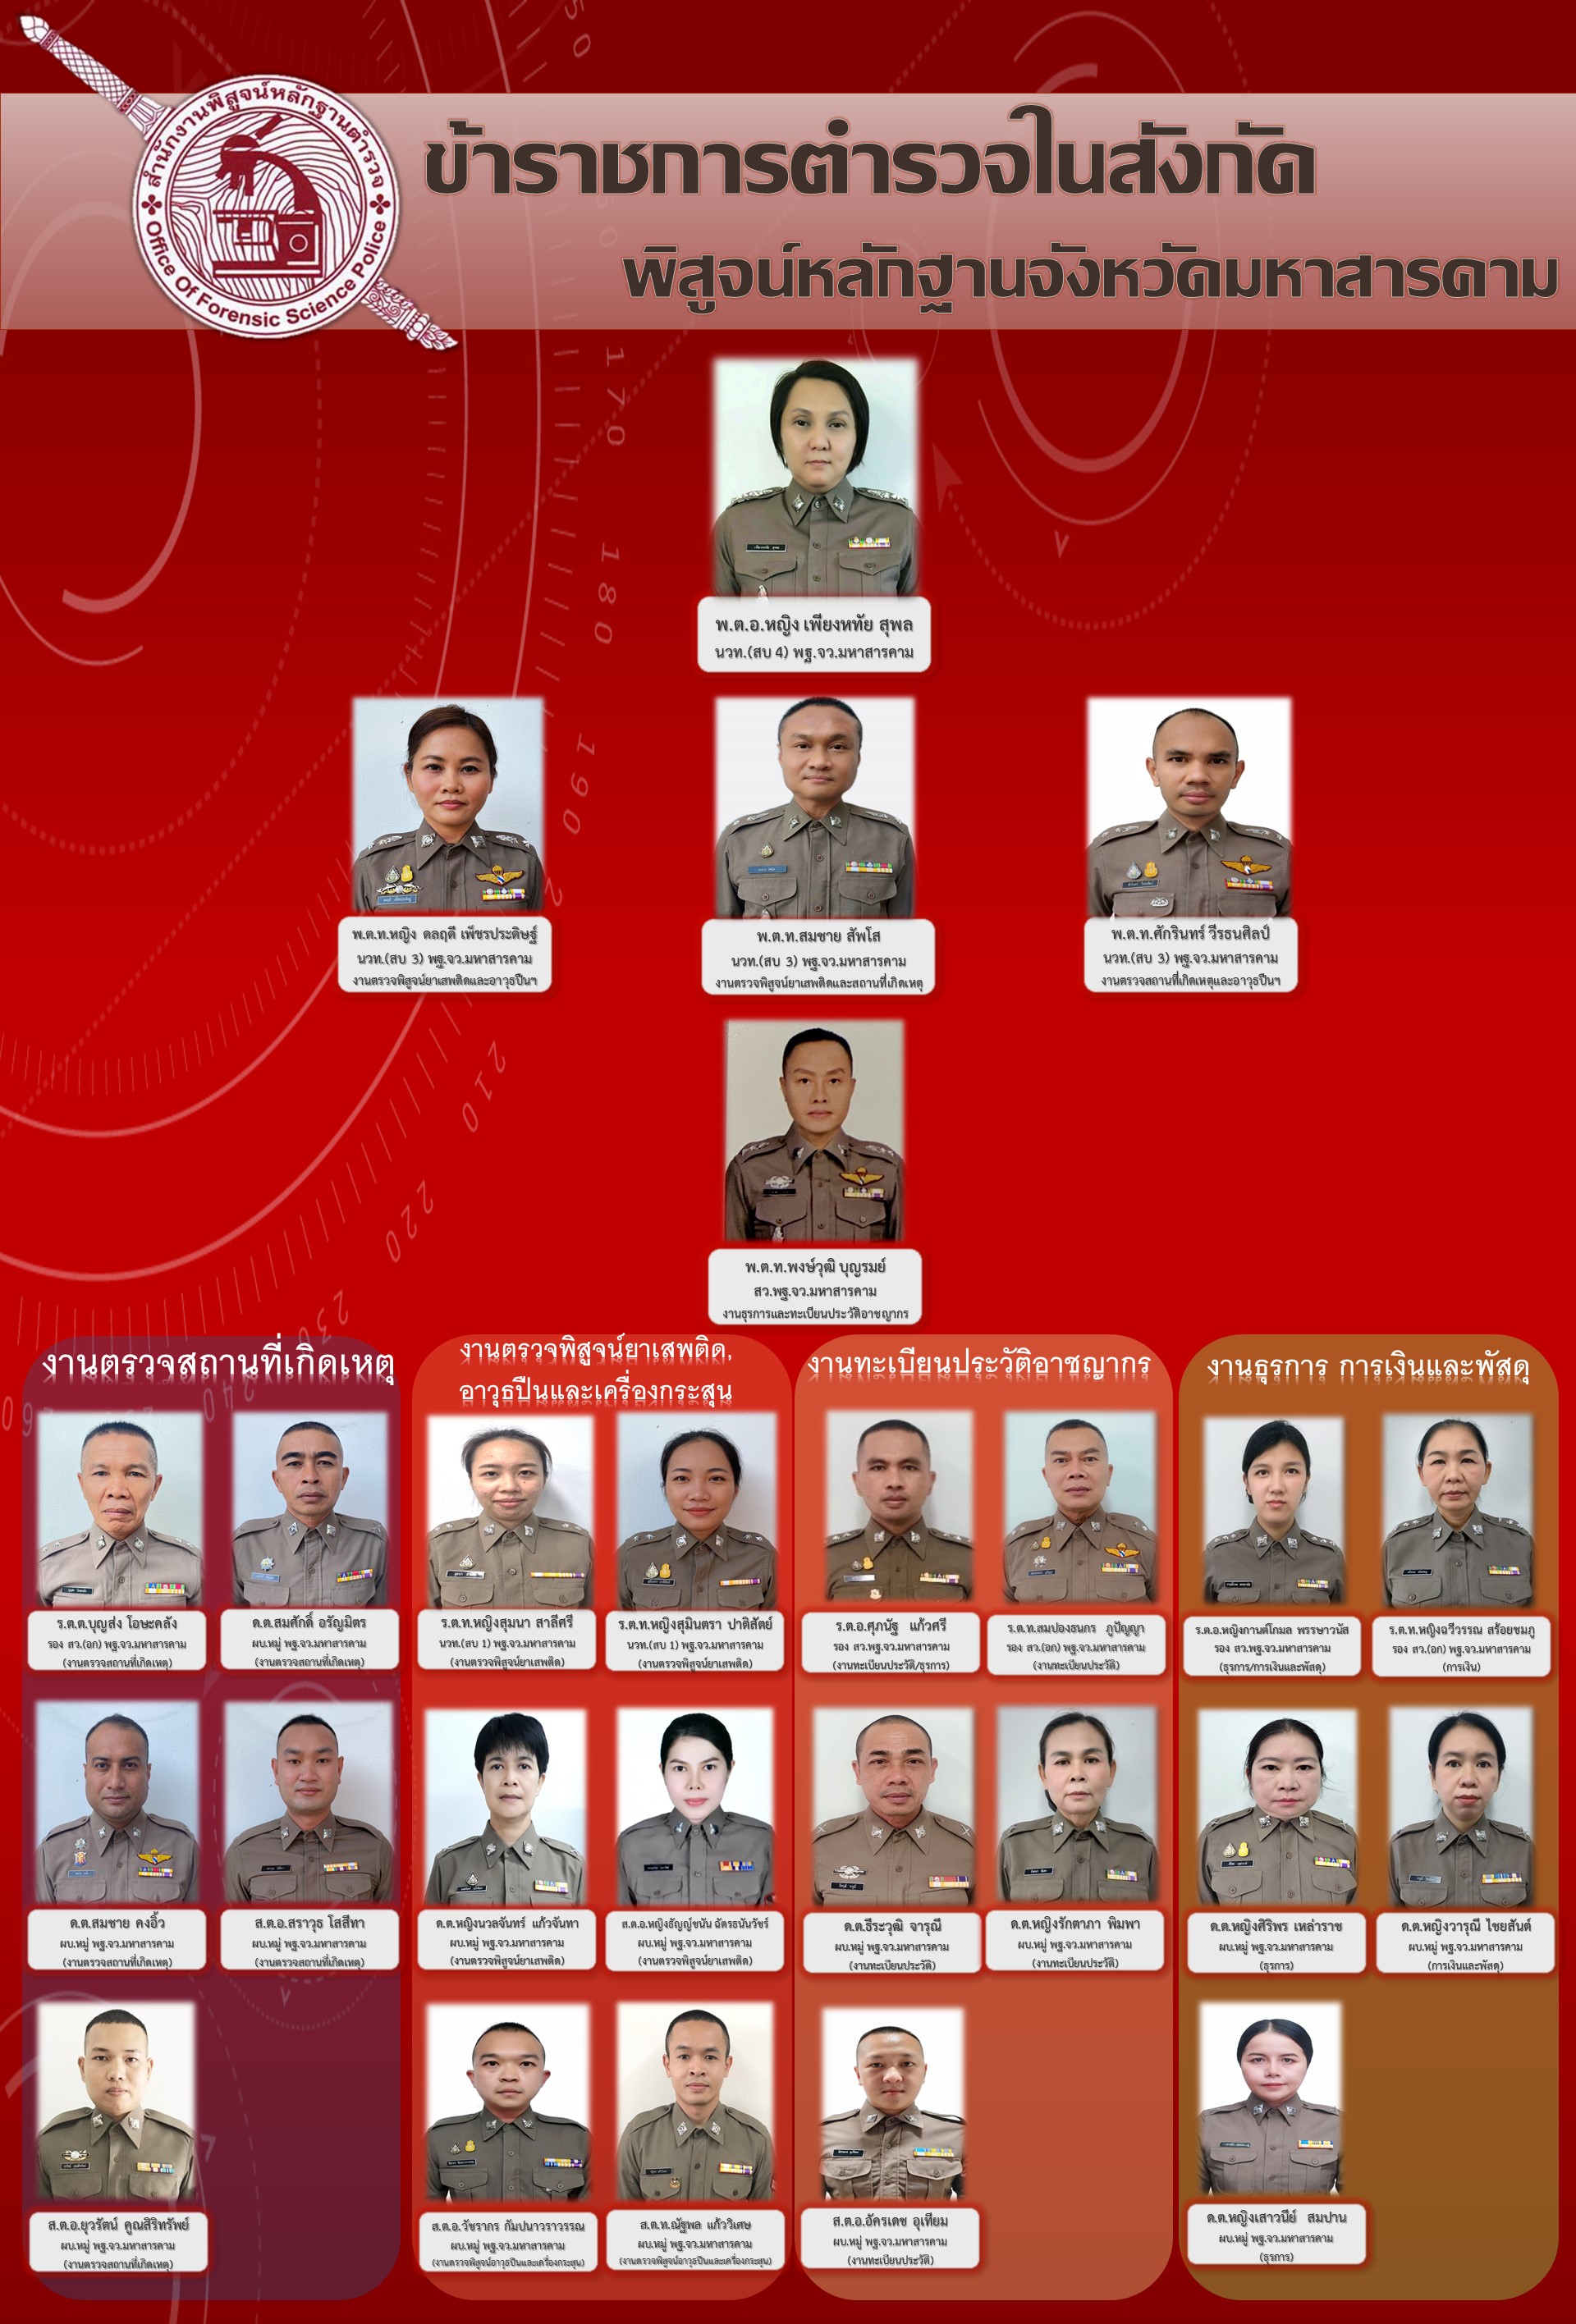 สำนักงานพิสูจน์หลักฐานตำรวจ
Office Of Forensic Science Police
ข้าราชการตำรวจในสังกัด
พิสูจน์หลักฐานจังหวัดมหาสารคาม
170
180
190
210
220
230
240
พ.ต.อ.หญิง เพียงหทัย สุพล
นวท.(สบ 4) พฐ.จว.มหาสารคาม
พ.ต.ท.หญิง ดลฤดี เพ็ชรประดิษฐ์
นวท.(สบ 3) พฐ.จว.มหาสารคาม
งานตรวจพิสูจน์ยาเสพติดและอาวุธปืนฯ
พ.ต.ท.สมชาย สัพโส
นวท.(สบ 3) พฐ.จว.มหาสารคาม
งานตรวจพิสูจน์ยาเสพติดและสถานที่เกิดเหตุ
พ.ต.ท.ศักรินทร์ วีรธนศิลป์
นวท.(สบ 3) พฐ.จว.มหาสารคาม
งานตรวจสถานที่เกิดเหตุและอาวุธปืนฯ
พ.ต.ท.พงษ์วุฒิ บุญรมย์
สว.พฐ.จว.มหาสารคาม
งานธุรการและทะเบียนประวัติอาชญากร
งานตรวจสถานที่เกิดเหตุ
ร.ต.ต.บุญส่ง โอษะคลัง
รอง สว.(อก) พฐ.จว.มหาสารคาม
(งานตรวจสถานที่เกิดเหตุ)
ด.ต.สมศักดิ์ อรัญมิตร
ผบ.หมู่ พฐ.จว.มหาสารคาม
(งานตรวจสถานที่เกิดเหตุ)
ด.ต.สมชาย คงอิ้ว
ผบ.หมู่ พฐ.จว.มหาสารคาม
(งานตรวจสถานที่เกิดเหตุ)
ส.ต.อ.สราวุธ โสสีทา
ผบ.หมู่ พฐ.จว.มหาสารคาม
(งานตรวจสถานที่เกิดเหตุ)
ส.ต.อ.ยุวรัตน์ คูณสิริทรัพย์
ผบ.หมู่ พฐ.จว.มหาสารคาม
(งานตรวจสถานที่เกิดเหตุ)
งานตรวจพิสูจน์ยาเสพติด,
อาวุธปืนและเครื่องกระสุน
ร.ต.ท.หญิงสุมนา สาลีศรี
นวท.(สบ 1) พฐ.จว.มหาสารคาม
(งานตรวจพิสูจน์ยาเสพติด)
ร.ต.ท.หญิงสุมินตรา ปาติสัตย์
นวท.(สบ 1) พฐ.จว.มหาสารคาม
(งานตรวจพิสูจน์ยาเสพติด)
ด.ต.หญิงนวลจันทร์ แก้วจันทา
ผบ.หมู่ พฐ.จว.มหาสารคาม
(งานตรวจพิสูจน์ยาเสพติด)
ส.ต.อ.หญิงธัญญ์ชนัน ฉัตรธนันวัชร์
ผบ.หมู่ พฐ.จว.มหาสารคาม
(งานตรวจพิสูจน์ยาเสพติด)
ส.ต.อ.วัชรากร กัมปนาวราวรรณ
ผบ.หมู่ พฐ.จว.มหาสารคาม
(งานตรวจพิสูจน์อาวุธปืนและเครื่องกระสุน)
ส.ต.ท.ณัฐพล แก้ววิเศษ
ผบ.หมู่ พฐ.จว.มหาสารคาม
(งานตรวจพิสูจน์อาวุธปืนและเครื่องกระสุน)
งานทะเบียนประวัติอาชญากร
ร.ต.อ.ศุภนัฐ แก้วศรี
รอง สว.พฐ.จว.มหาสารคาม
(งานทะเบียนประวัติ/ธุรการ)
ร.ต.ท.สมปองธนกร ภูปัญญา
รอง สว.(อก) พฐ.จว.มหาสารคาม
(งานทะเบียนประวัติ)
ด.ต.ธีระวุฒิ จารุณี
ผบ.หมู่ พฐ.จว.มหาสารคาม
(งานทะเบียนประวัติ)
ด.ต.หญิงรักตาภา พิมพา
ผบ.หมู่ พฐ.จว.มหาสารคาม
(งานทะเบียนประวัติ)
ส.ต.อ.อัครเดช อุเทียม
ผบ.หมู่ พฐ.จว.มหาสารคาม
(งานทะเบียนประวัติ)
งานธุรการ การเงินและพัสดุ
ร.ต.อ.หญิงกานต์โกมล พรรษาวนัส
รอง สว.พฐ.จว.มหาสารคาม
(ธุรการ/การเงินและพัสดุ)
ร.ต.ท.หญิงฉวีวรรณ สร้อยชมภู
รอง สว.(อก) พฐ.จว.มหาสารคาม
(การเงิน)
ด.ต.หญิงศิริพร เหล่าราช
ผบ.หมู่ พฐ.จว.มหาสารคาม
(ธุรการ)
ด.ต.หญิงวารุณี ไชยสันต์
ผบ.หมู่ พฐ.จว.มหาสารคาม
(การเงินและพัสดุ)
ด.ต.หญิงเสาวนีย์ สมปาน
ผบ.หมู่ พฐ.จว.มหาสารคาม
(ธุรการ)